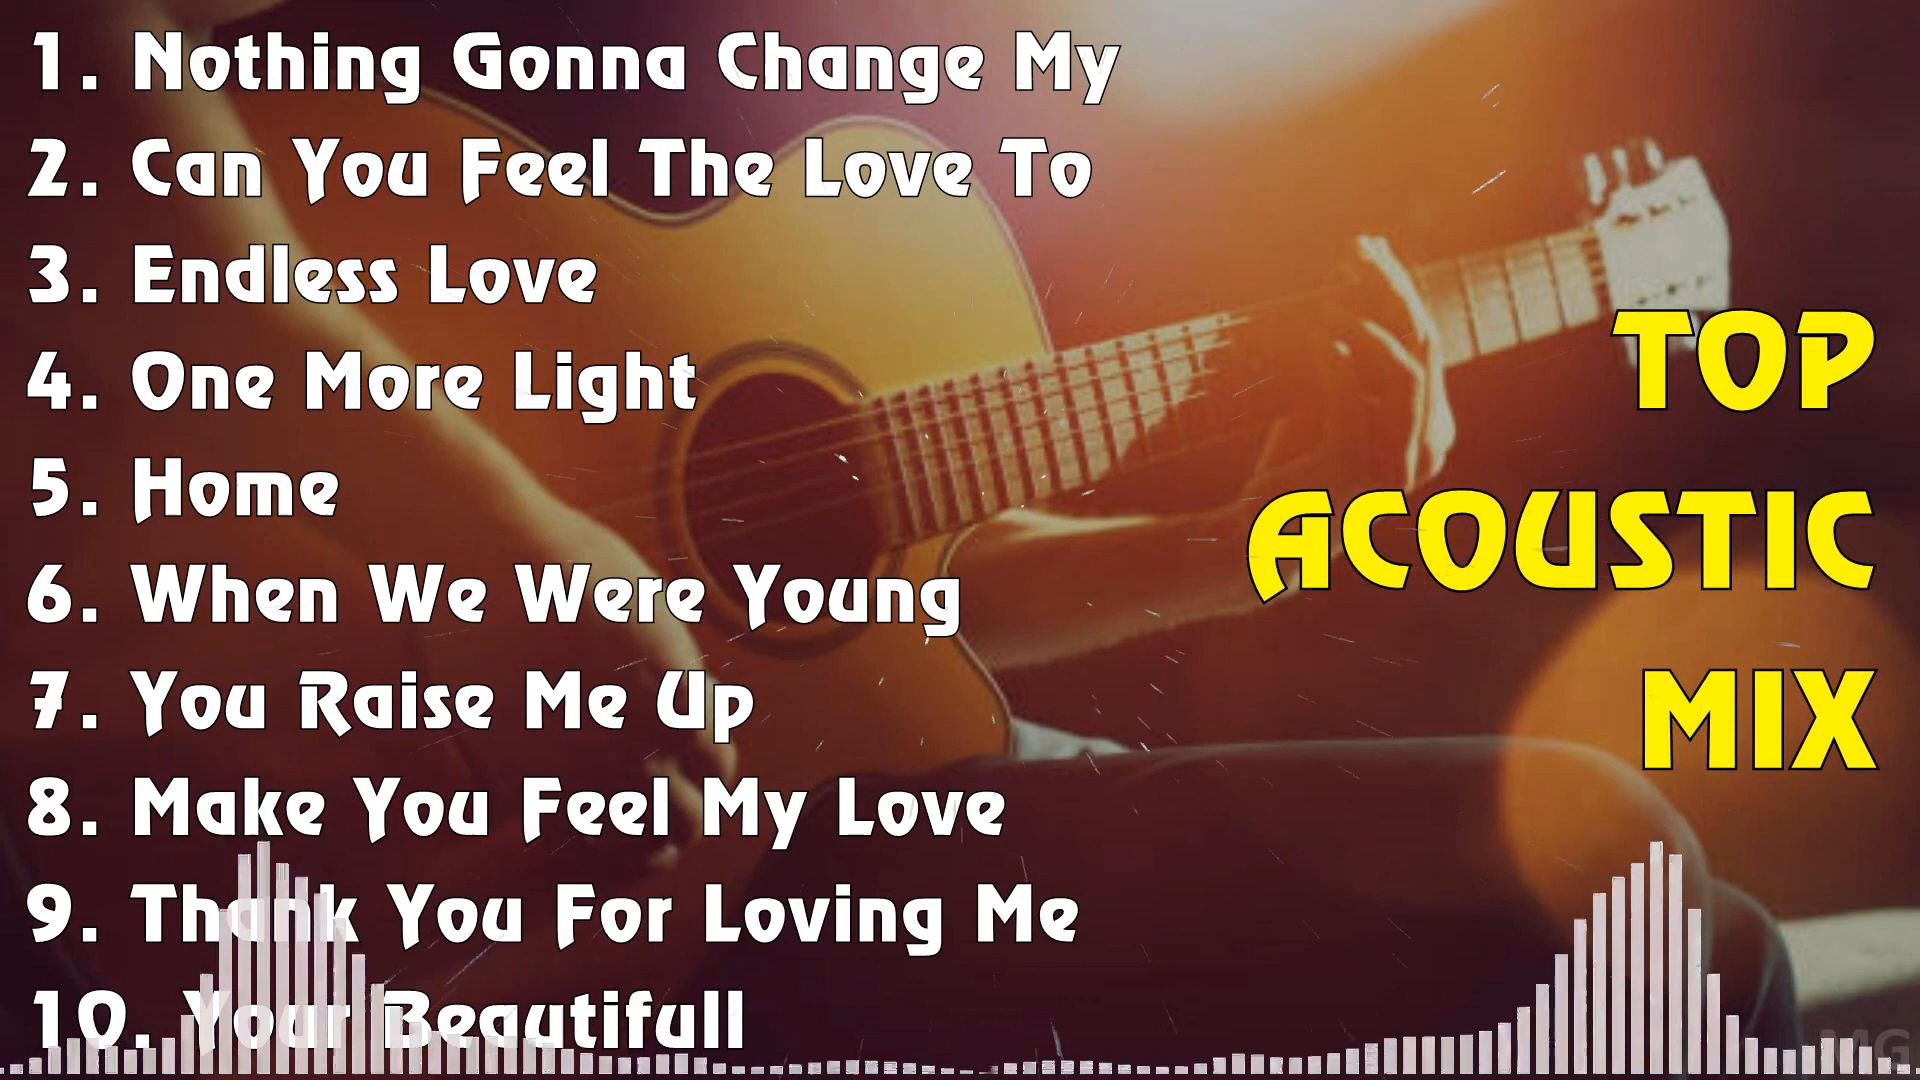 1. Nothing Gonna Change My
2. Can You Feel The Love To
3. Endless Love
4. One More Light
5. Home
6. When We Were Young
7. You Raise Me Up
8. Make You Feel My Love
9. Thank You For Loving Me
10. Your Beautifull
TOP
ACOUSTIC
MIX
MG